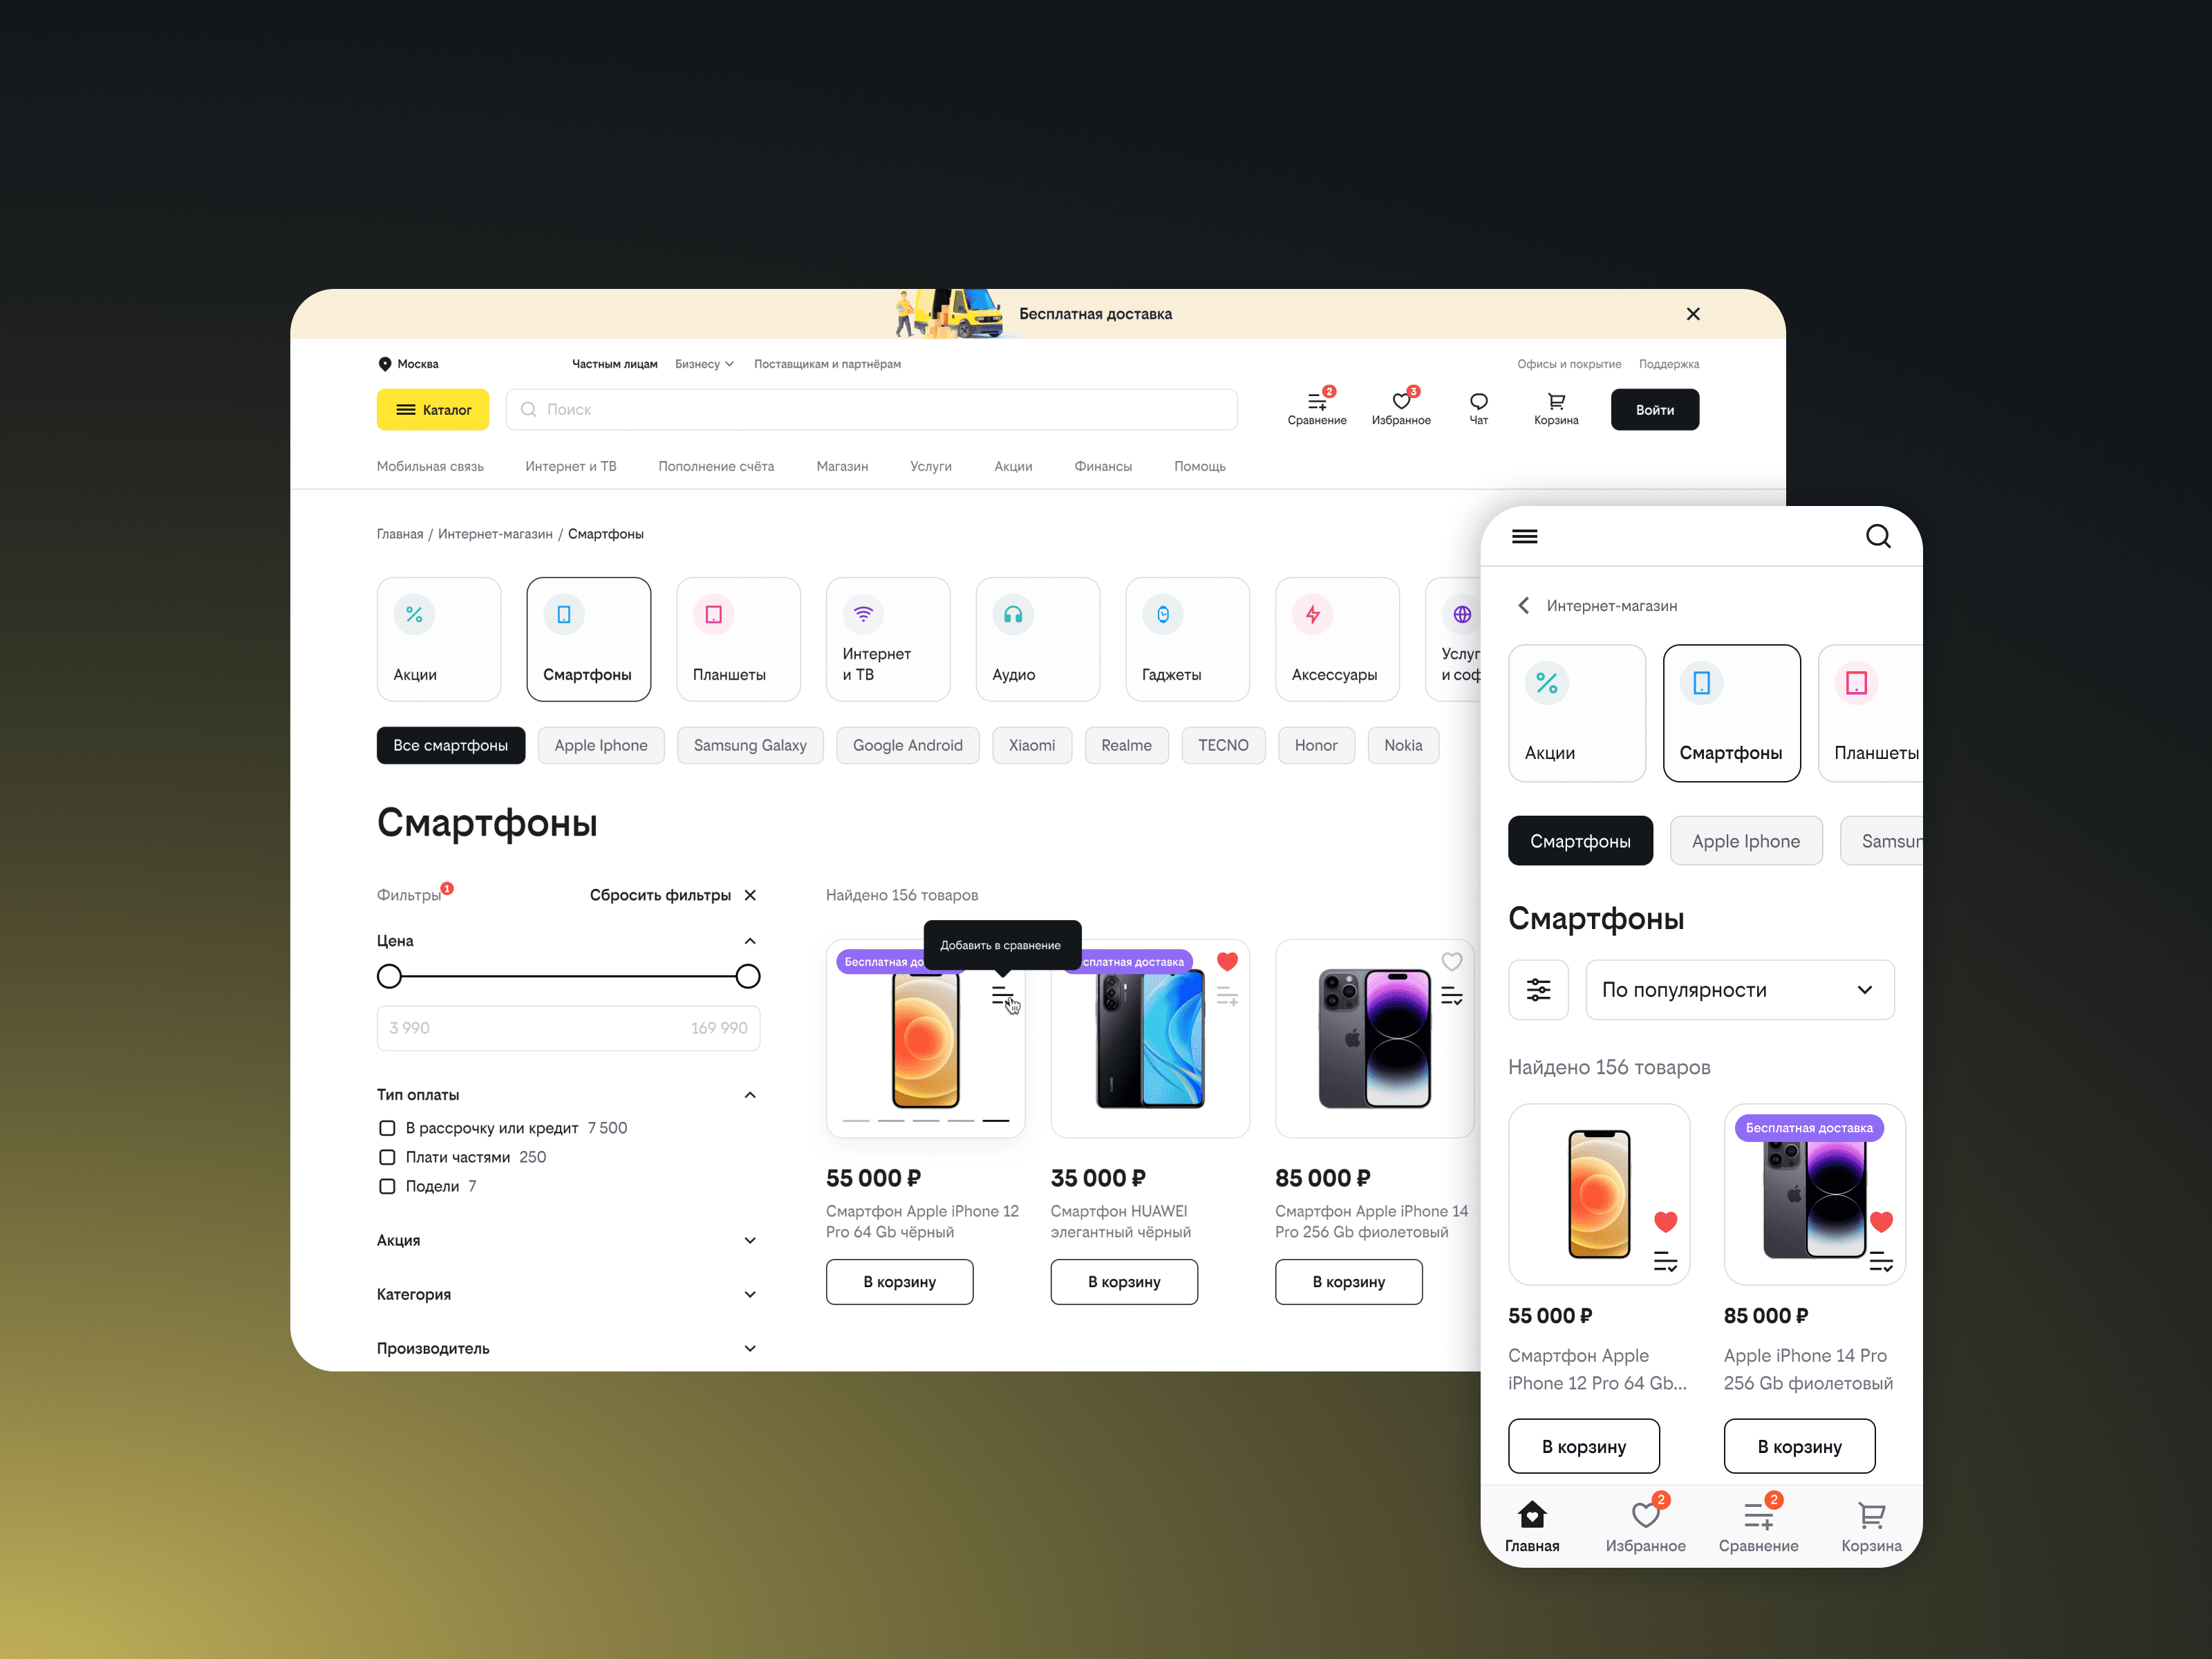 Бесплатная доставка
Москва
Частным лицам
Бизнесу
Поставщикам и партнёрам
Офисы и покрытие
Поддержка
Каталог
Поиск
2
Сравнение
3
Избранное
Чат
Корзина
Войти
Мобильная связь
Интернет и ТВ
Пополнение счёта
Магазин
Услуги
Акции
Финансы
Помощь
Главная / Интернет-магазин / Смартфоны
Акции
Смартфоны
Планшеты
Интернет
и ТВ
Аудио
Гаджеты
Аксессуары
Услуг
и соф
Все смартфоны
Apple Iphone
Samsung Galaxy
Google Android
Xiaomi
Realme
TECNO
Honor
Nokia
Смартфоны
Фильтры
1
Сбросить фильтры
Цена
3 990
169 990
Тип оплаты
В рассрочку или кредит 7 500
Плати частями 250
Подели 7
Акция
Категория
Производитель
Найдено 156 товаров
Добавить в сравнение
Бесплатная до
сплатная доставка
55 000 ₽
Смартфон Apple iPhone 12
Pro 64 Gb чёрный
В корзину
35 000 ₽
Смартфон HUAWEI
элегантный чёрный
В корзину
85 000 ₽
Смартфон Apple iPhone 14
Pro 256 Gb фиолетовый
В корзину
Интернет-магазин
Акции
Смартфоны
Планшеты
Смартфоны
Apple Iphone
Samsun
Смартфоны
По популярности
Найдено 156 товаров
Бесплатная доставка
55 000 ₽
Смартфон Apple
iPhone 12 Pro 64 Gb...
В корзину
85 000 ₽
Apple iPhone 14 Pro
256 Gb фиолетовый
В корзину
Главная
2
Избранное
2
Сравнение
Корзина